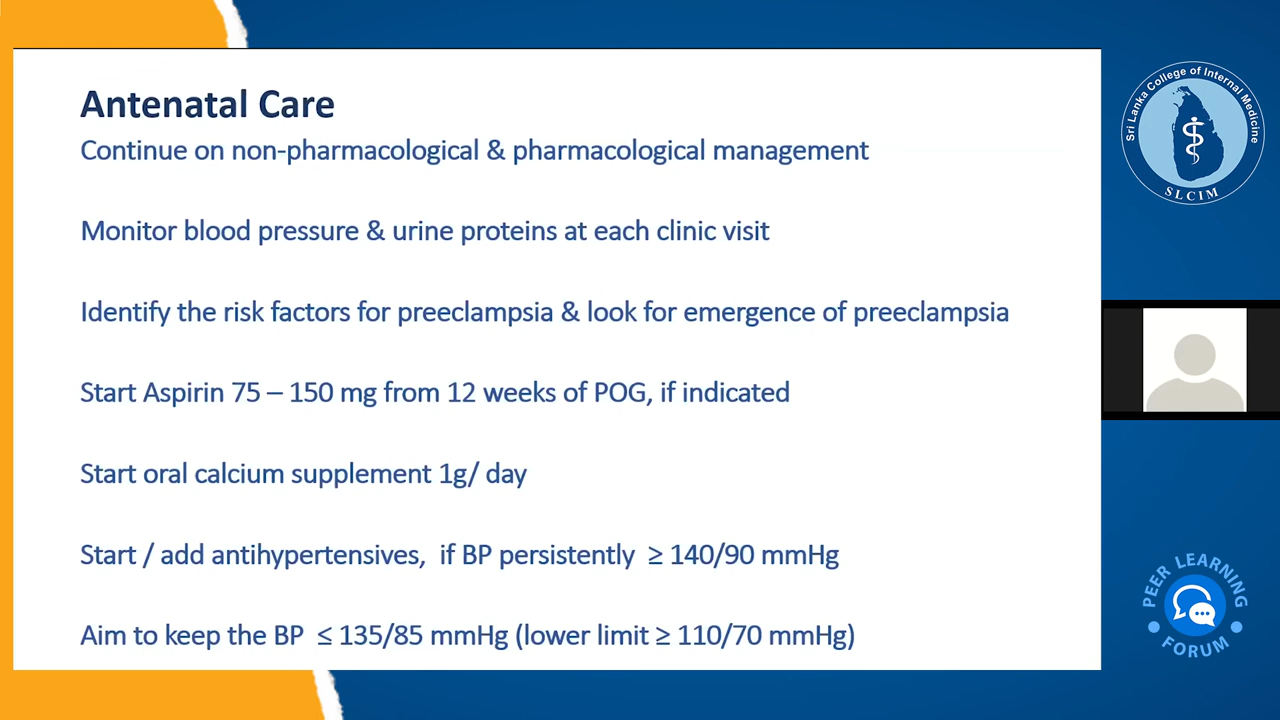 Antenatal Care
Continue on non-pharmacological & pharmacological management
Monitor blood pressure & urine proteins at each clinic visit
Identify the risk factors for preeclampsia & look for emergence of preeclampsia
Start Aspirin 75 – 150 mg from 12 weeks of POG, if indicated
Start oral calcium supplement 1g/ day
Start / add antihypertensives,  if BP persistently  ≥ 140/90 mmHg
Aim to keep the BP  ≤ 135/85 mmHg (lower limit ≥ 110/70 mmHg)
Sri Lanka College of Internal Medicine
SLCIM
PEER LEARNING
FORUM